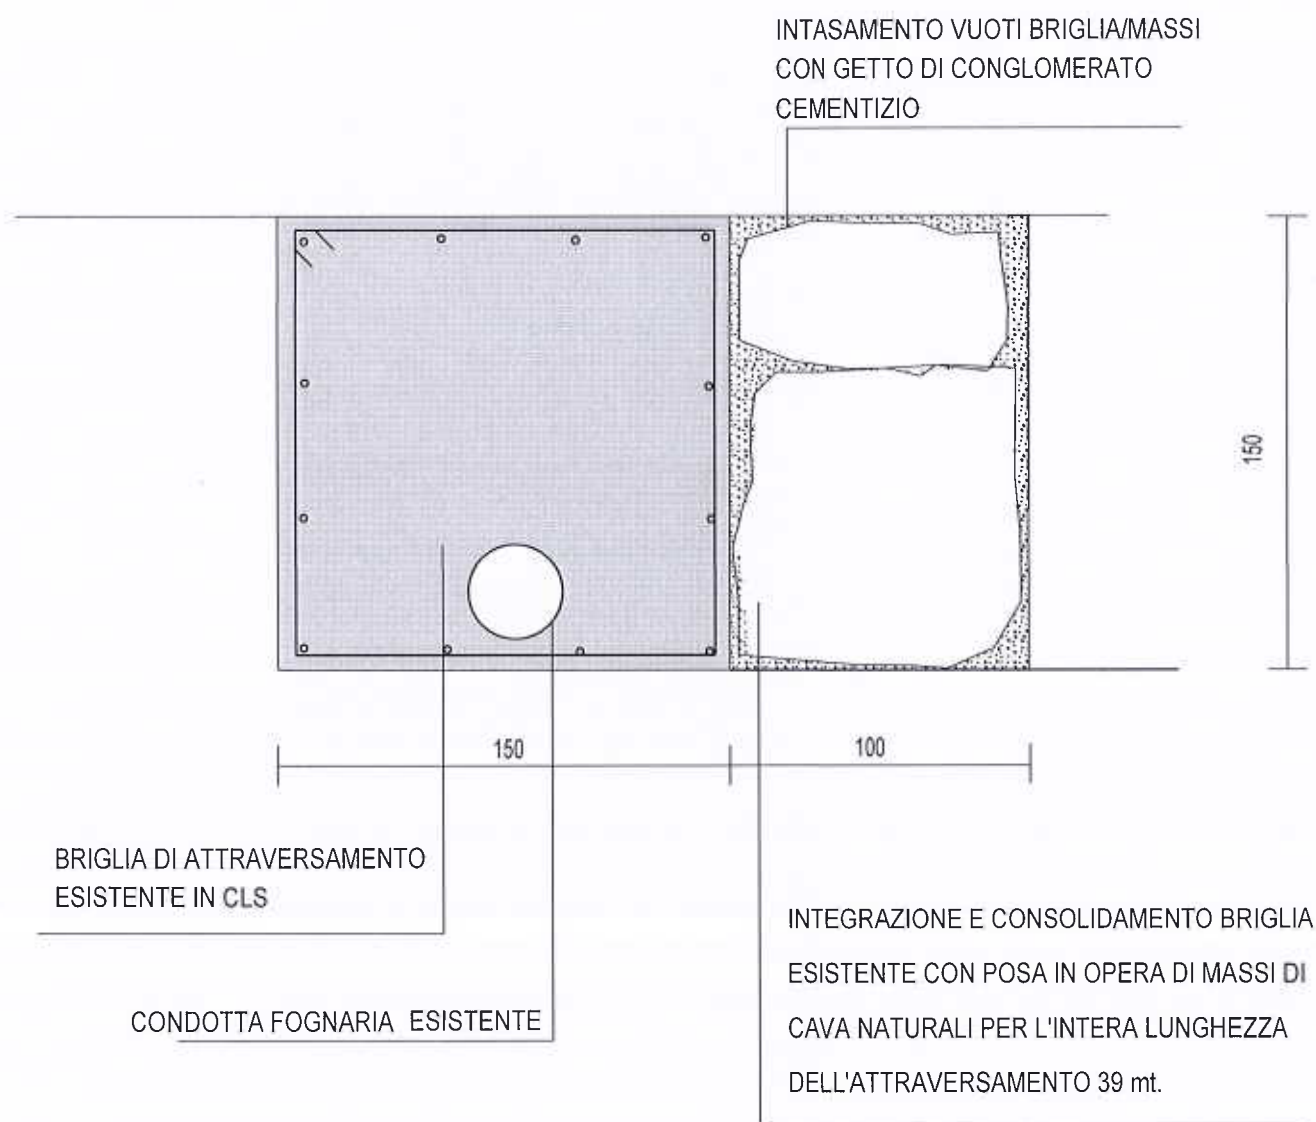 INTASAMENTO VUOTI BRIGLIA/MASSI
CON GETTO DI CONGLOMERATO
CEMENTIZIO
150
150
100
BRIGLIA DI ATTRAVERSAMENTO
ESISTENTE IN CLS
CONDOTTA FOGNARIA ESISTENTE
INTEGRAZIONE E CONSOLIDAMENTO BRIGLIA
ESISTENTE CON POSA IN OPERA DI MASSI DI
CAVA NATURALI PER L'INTERA LUNGHEZZA
DELL'ATTRAVERSAMENTO 39 mt.